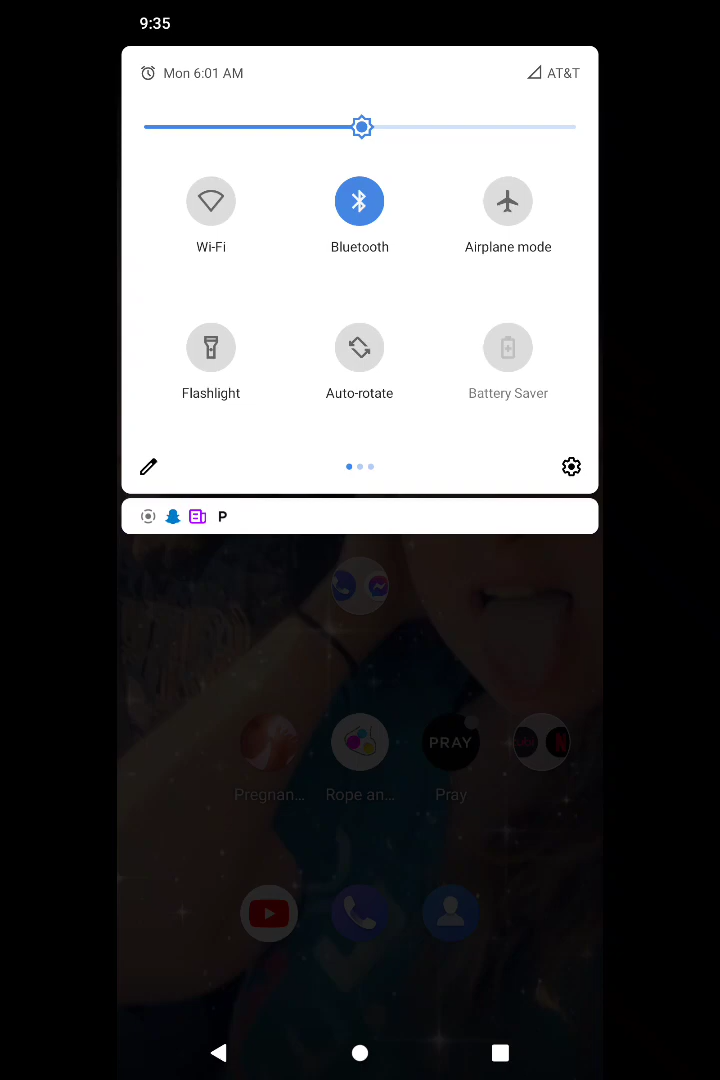 9:35
Mon 6:01 AM
AT&T
Wi-Fi
Bluetooth
Airplane mode
Flashlight
Auto-rotate
Battery Saver
P
PRAY
Pregnan...
Rope an...
Pray